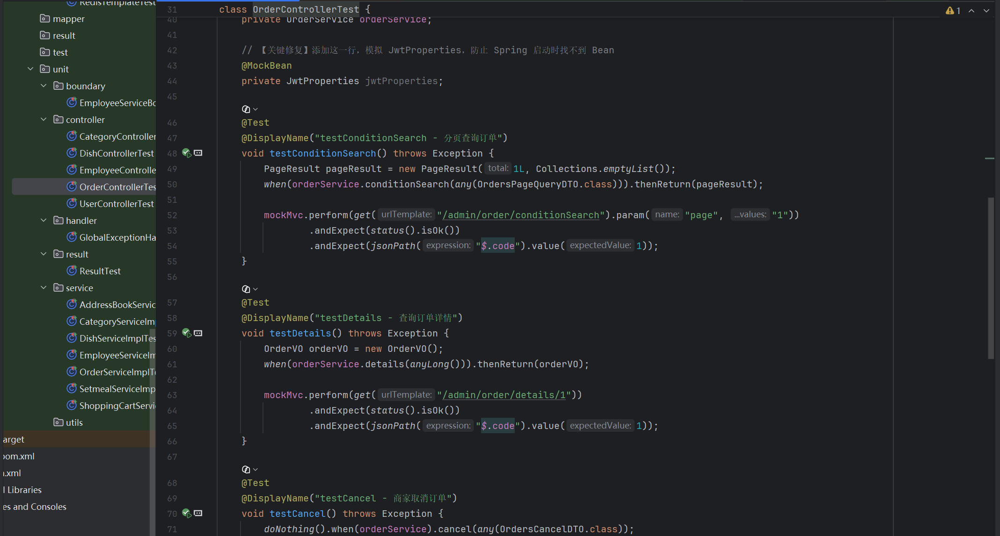 RedisTemplateTest
mapper
result
test
unit
boundary
EmployeeServiceBo
controller
CategoryController
DishControllerTest
EmployeeControlle
OrderControllerTes
UserControllerTest
handler
GlobalExceptionHa
result
ResultTest
service
AddressBookServic
CategoryServiceImp
DishServiceImplTes
EmployeeServiceIm
OrderServiceImplTe
SetmealServiceImp
ShoppingCartServi
utils
arget
pom.xml
.xml
l Libraries
es and Consoles
31 class OrderControllerTest {
1
40 private OrderService orderService;
41
42 // 【关键修复】添加这一行，模拟 JwtProperties，防止 Spring 启动时找不到 Bean
43 @MockBean
44 private JwtProperties jwtProperties;
45
46 @Test
47 @DisplayName("testConditionSearch - 分页查询订单")
48 void testConditionSearch() throws Exception {
49 PageResult pageResult = new PageResult( total: 1L, Collections.emptyList());
50 when(orderService.conditionSearch(any(OrdersPageQueryDTO.class))).thenReturn(pageResult);
51
52 mockMvc.perform(get( urlTemplate: "/admin/order/conditionSearch").param( name: "page", ...values: "1"))
53 .andExpect(status().isOk())
54 .andExpect(jsonPath( expression: "$.code").value( expectedValue: 1));
55 }
56
57 @Test
58 @DisplayName("testDetails - 查询订单详情")
59 void testDetails() throws Exception {
60 OrderVO orderVO = new OrderVO();
61 when(orderService.details(anyLong())).thenReturn(orderVO);
62
63 mockMvc.perform(get( urlTemplate: "/admin/order/details/1"))
64 .andExpect(status().isOk())
65 .andExpect(jsonPath( expression: "$.code").value( expectedValue: 1));
66 }
67
68 @Test
69 @DisplayName("testCancel - 商家取消订单")
70 void testCancel() throws Exception {
71 doNothing().when(orderService).cancel(any(OrdersCancelDTO.class));